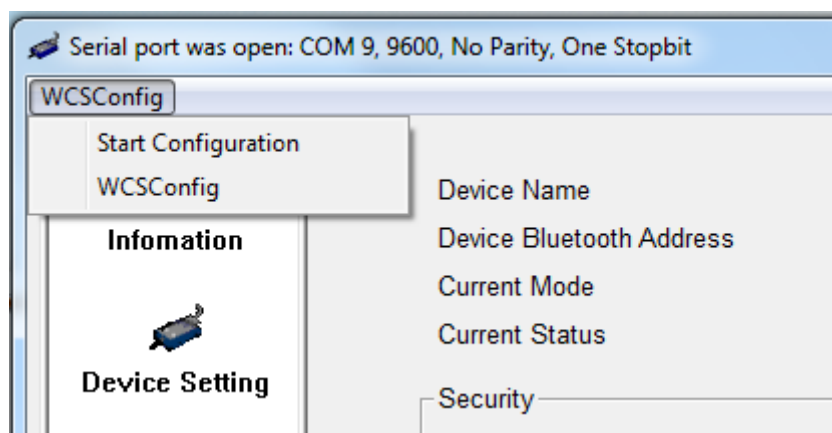 Serial port was open: COM 9, 9600, No Parity, One Stopbit
WCSConfig
Start Configuration
WCSConfig
Infomation
Device Setting
Device Name
Device Bluetooth Address
Current Mode
Current Status
Security